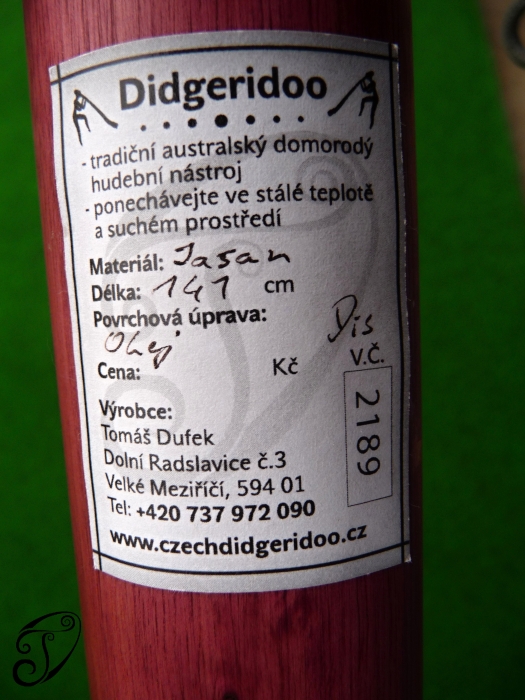 Didgeridoo
- tradiční australský domorodý
hudební nástroj
- ponechávejte ve stálé teplotě
a suchém prostředí
Materiál: Jasan
Délka: 141 cm
Povrchová úprava:
Olej
Dis
Cena: Kč
V.Č.
2189
Výrobce:
Tomáš Dufek
Dolní Radslavice č.3
Velké Meziříčí, 594 01
Tel: +420 737 972 090
www.czechdidgeridoo.cz